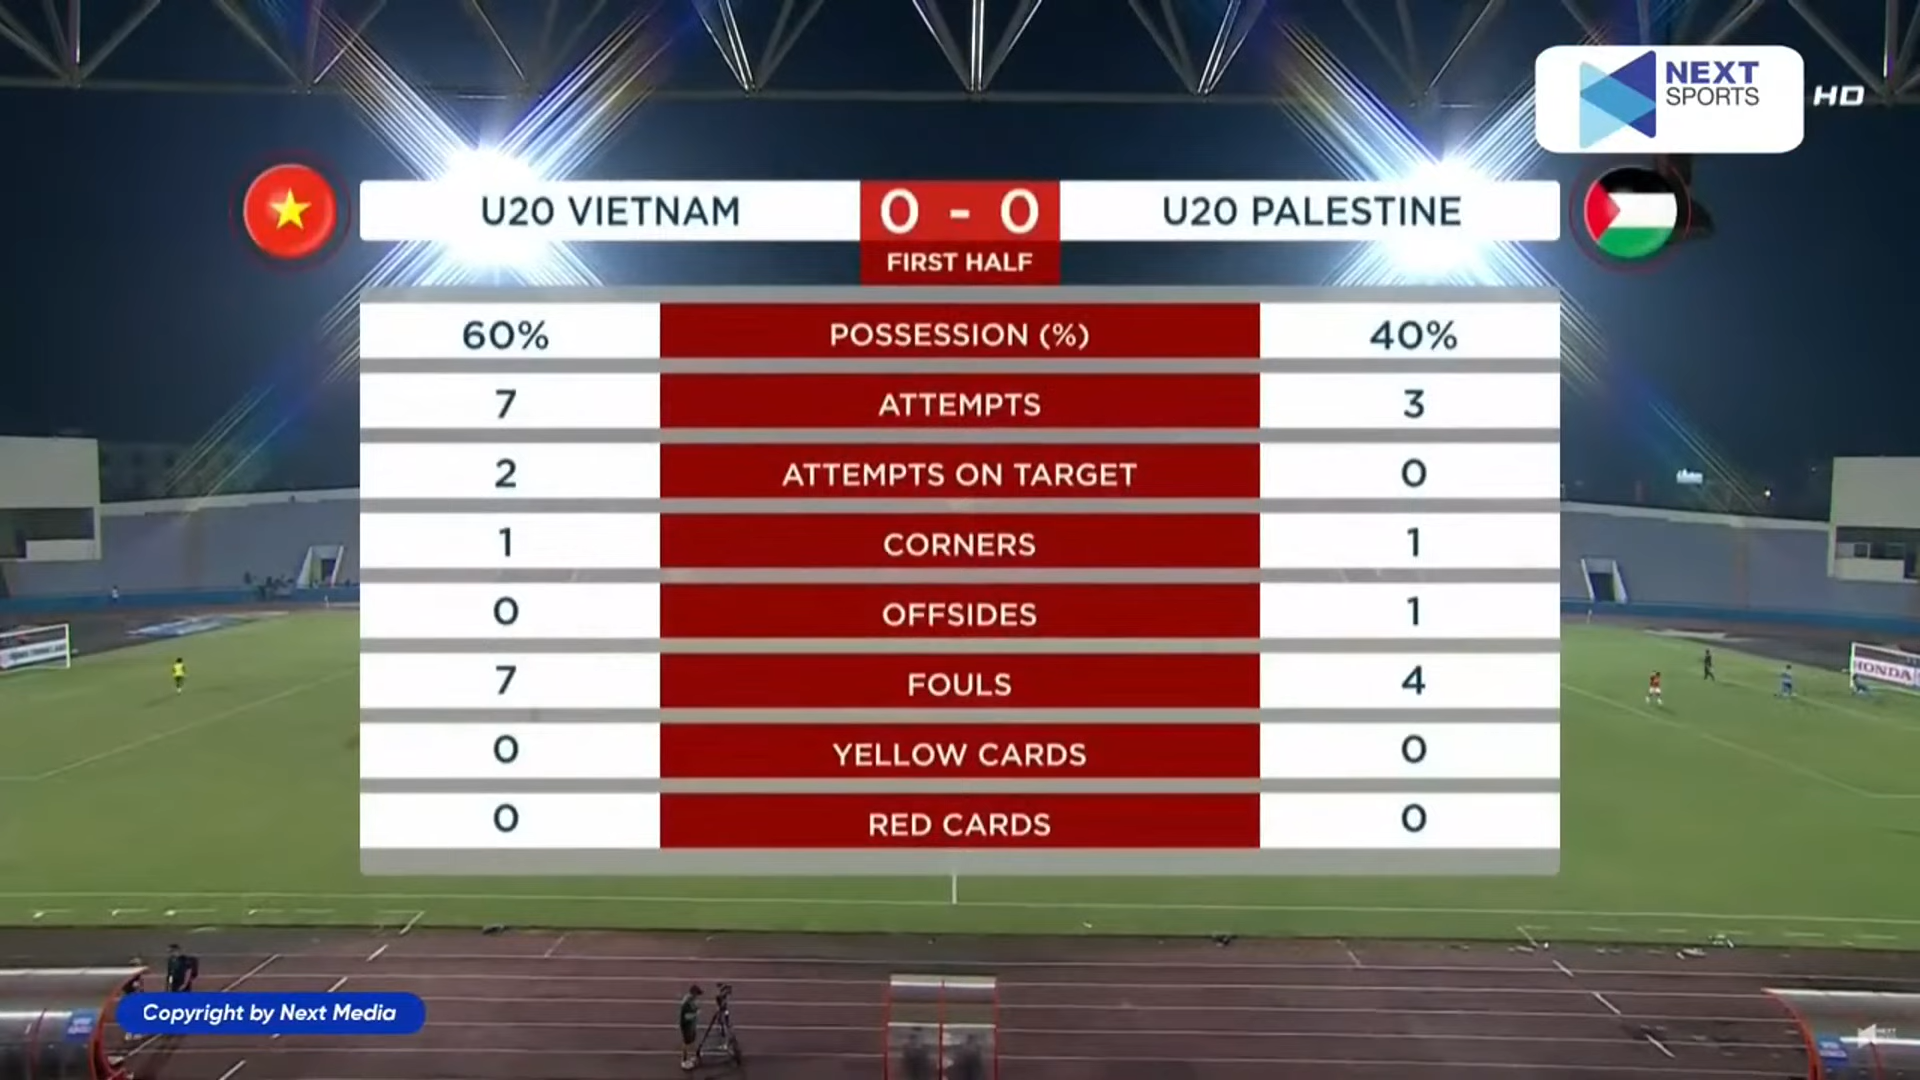 NEXT
SPORTS
HD
U20 VIETNAM 0 - 0 U20 PALESTINE
FIRST HALF
60% POSSESSION (%) 40%
7 ATTEMPTS 3
2 ATTEMPTS ON TARGET 0
1 CORNERS 1
0 OFFSIDES 1
7 FOULS 4
0 YELLOW CARDS 0
0 RED CARDS 0
HONDA
Copyright by Next Media